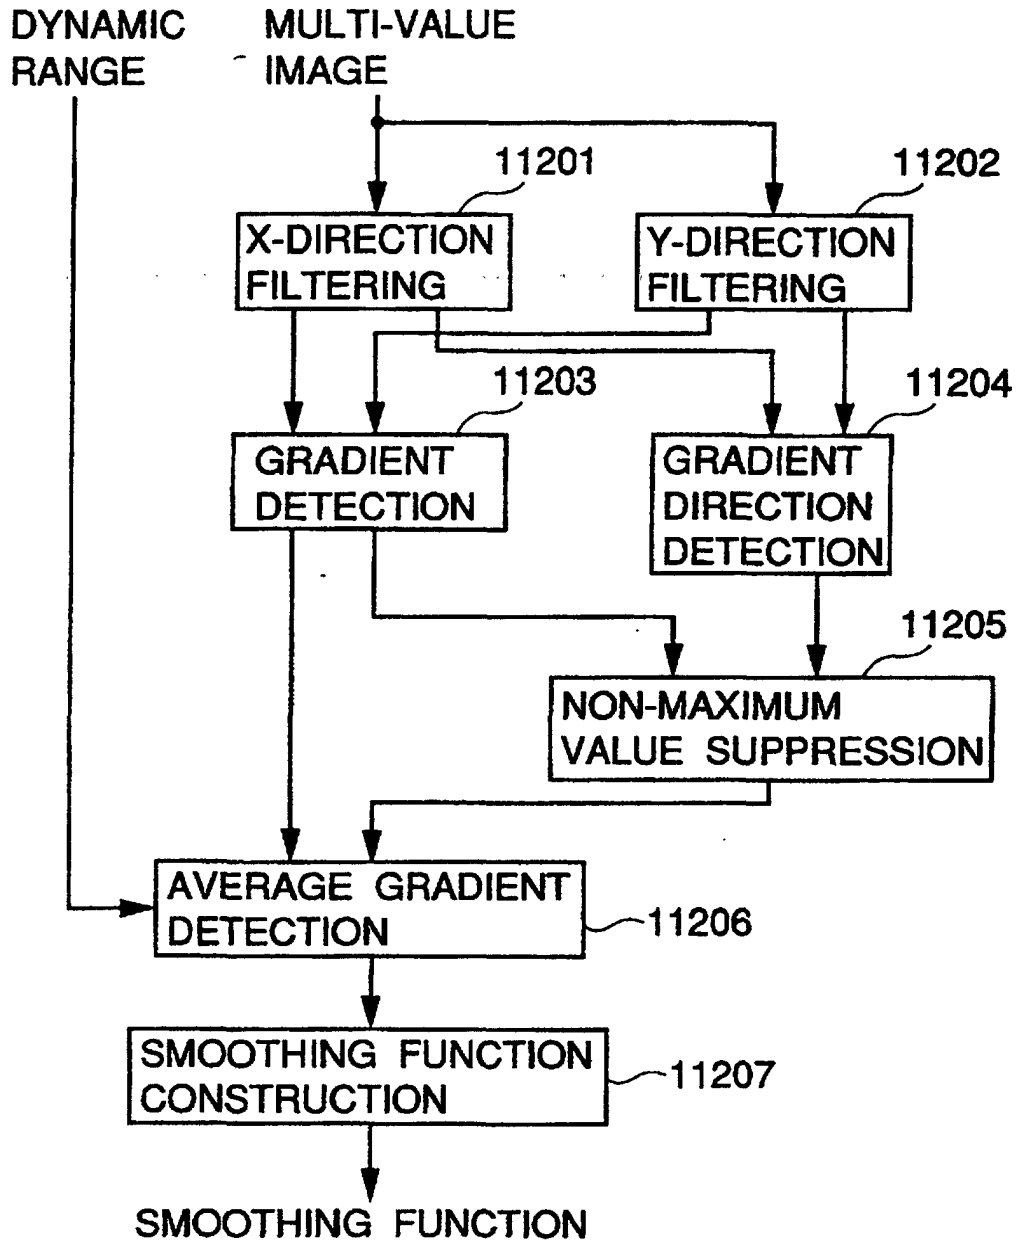 DYNAMIC
RANGE
MULTI-VALUE
IMAGE
11201
11202
X-DIRECTION
FILTERING
Y-DIRECTION
FILTERING
11203
11204
GRADIENT
DETECTION
GRADIENT
DIRECTION
DETECTION
11205
NON-MAXIMUM
VALUE SUPPRESSION
AVERAGE GRADIENT
DETECTION
11206
SMOOTHING FUNCTION
CONSTRUCTION
11207
SMOOTHING FUNCTION